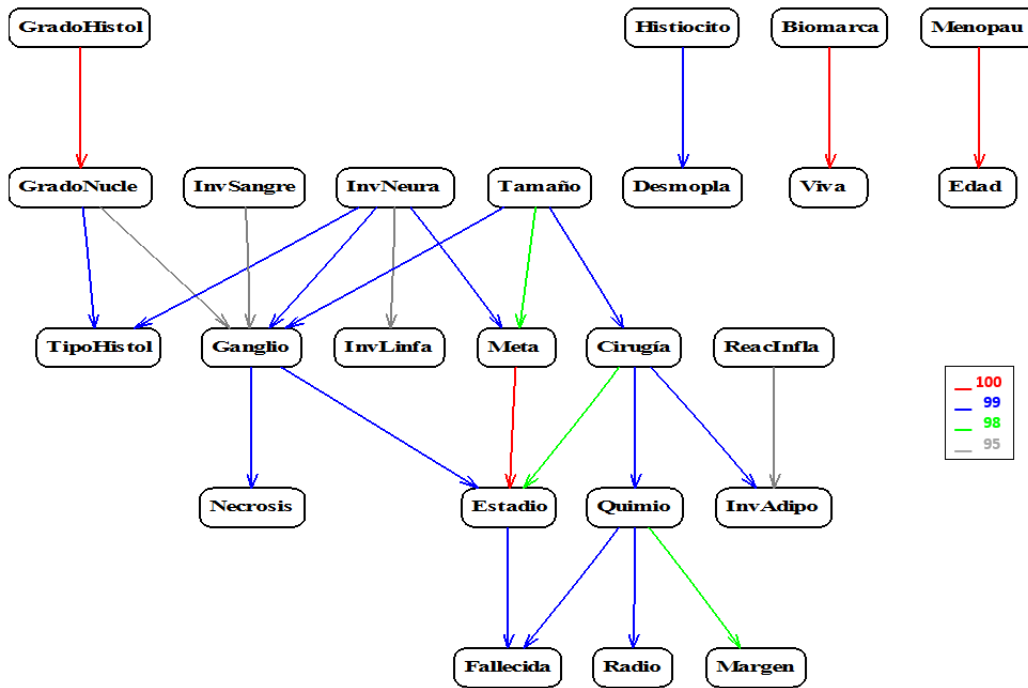 GradoHistol
Histiocito
Biomarca
Menopau
GradoNucle
InvSangre
InvNeura
Tamaño
Desmopla
Viva
Edad
TipoHistol
Ganglio
InvLinfa
Meta
Cirugía
ReacInfla
100
99
98
95
Necrosis
Estadio
Quimio
InvAdipo
Fallecida
Radio
Margen